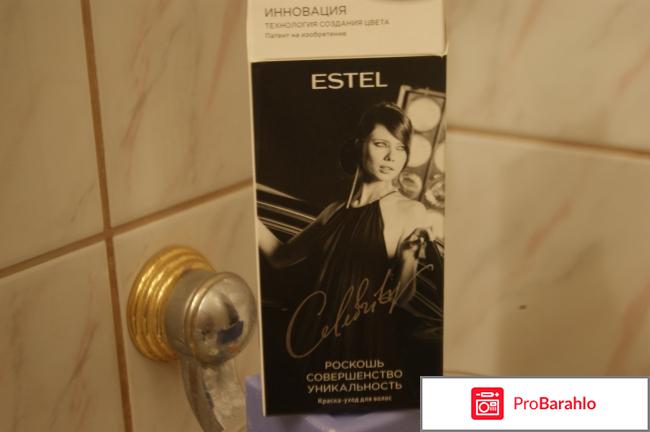 ИННОВАЦИЯ
ТЕХНОЛОГИЯ СОЗДАНИЯ ЦВЕТА
Патент на изобретение
ESTEL
Celebrity
РОСКОШЬ
СОВЕРШЕНСТВО
УНИКАЛЬНОСТЬ
Краска-уход для волос
ProBarahlo